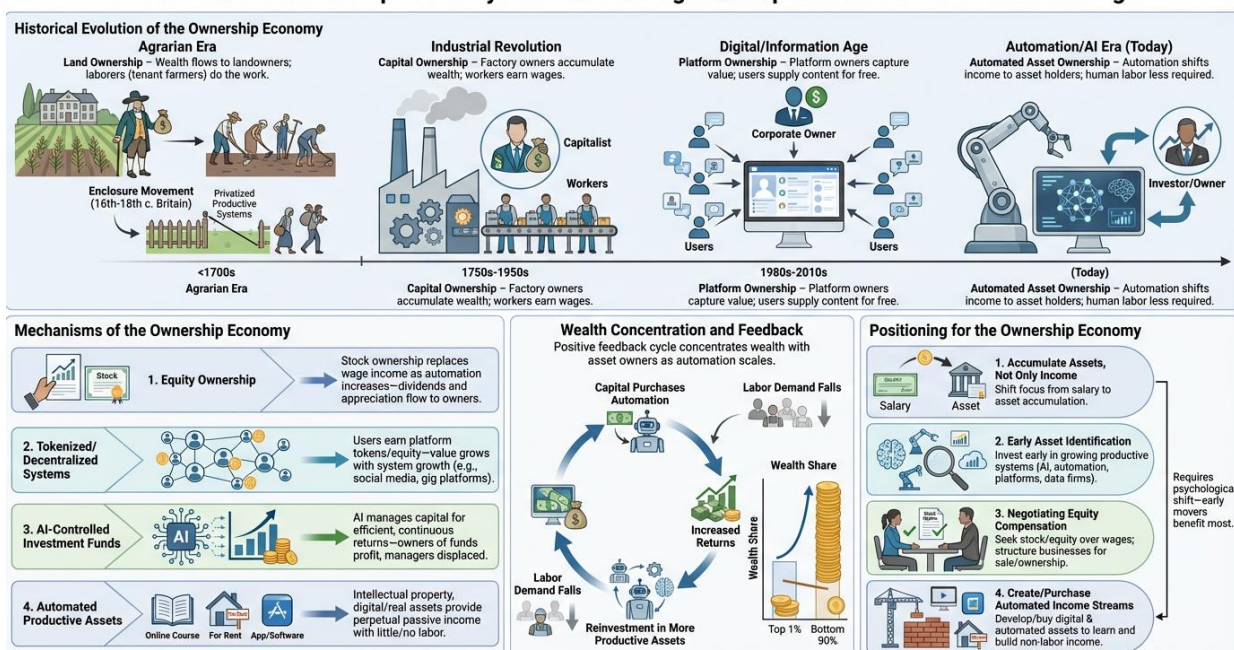 Historical Evolution of the Ownership Economy
Agrarian Era
Land Ownership – Wealth flows to landowners;
laborers (tenant farmers) do the work.
Enclosure Movement
(16th-18th c. Britain)
Privatized
Productive
Systems
Industrial Revolution
Capital Ownership – Factory owners accumulate
wealth; workers earn wages.
Capitalist
Workers
Digital/Information Age
Platform Ownership – Platform owners capture
value; users supply content for free.
Corporate Owner
Users
Users
Automation/AI Era (Today)
Automated Asset Ownership – Automation shifts
income to asset holders; human labor less required.
Investor/Owner
<1700s
Agrarian Era
1750s-1950s
Capital Ownership – Factory owners
accumulate wealth; workers earn wages.
1980s-2010s
Platform Ownership – Platform owners
capture value; users supply content for free.
(Today)
Automated Asset Ownership – Automation shifts
income to asset holders; human labor less required.
Mechanisms of the Ownership Economy
Stock
1. Equity Ownership
Stock ownership replaces
wage income as automation
increases—dividends and
appreciation flow to owners.
2. Tokenized/
Decentralized
Systems
Users earn platform
tokens/equity—value grows
with system growth (e.g.,
social media, gig platforms).
3. AI-Controlled
Investment Funds
AI
AI manages capital for
efficient, continuous
returns—owners of funds
profit, managers displaced.
4. Automated
Productive Assets
Online Course
For Rent
App/Software
Intellectual property,
digital/real assets provide
perpetual passive income
with little/no labor.
Wealth Concentration and Feedback
Positive feedback cycle concentrates wealth with
asset owners as automation scales.
Capital Purchases
Automation
Labor Demand Falls
Increased
Returns
Labor
Demand Falls
Reinvestment in More
Productive Assets
Wealth Share
Wealth Share
Top 1%
Bottom
90%
Positioning for the Ownership Economy
Salary
Asset
1. Accumulate Assets,
Not Only Income
Shift focus from salary to
asset accumulation.
2. Early Asset Identification
Invest early in growing productive
systems (AI, automation,
platforms, data firms).
3. Negotiating Equity
Compensation
Seek stock/equity over wages;
structure businesses for
sale/ownership.
4. Create/Purchase
Automated Income Streams
Develop/buy digital &
automated assets to learn and
build non-labor income.
Requires
psychological
shift—early
movers
benefit most.